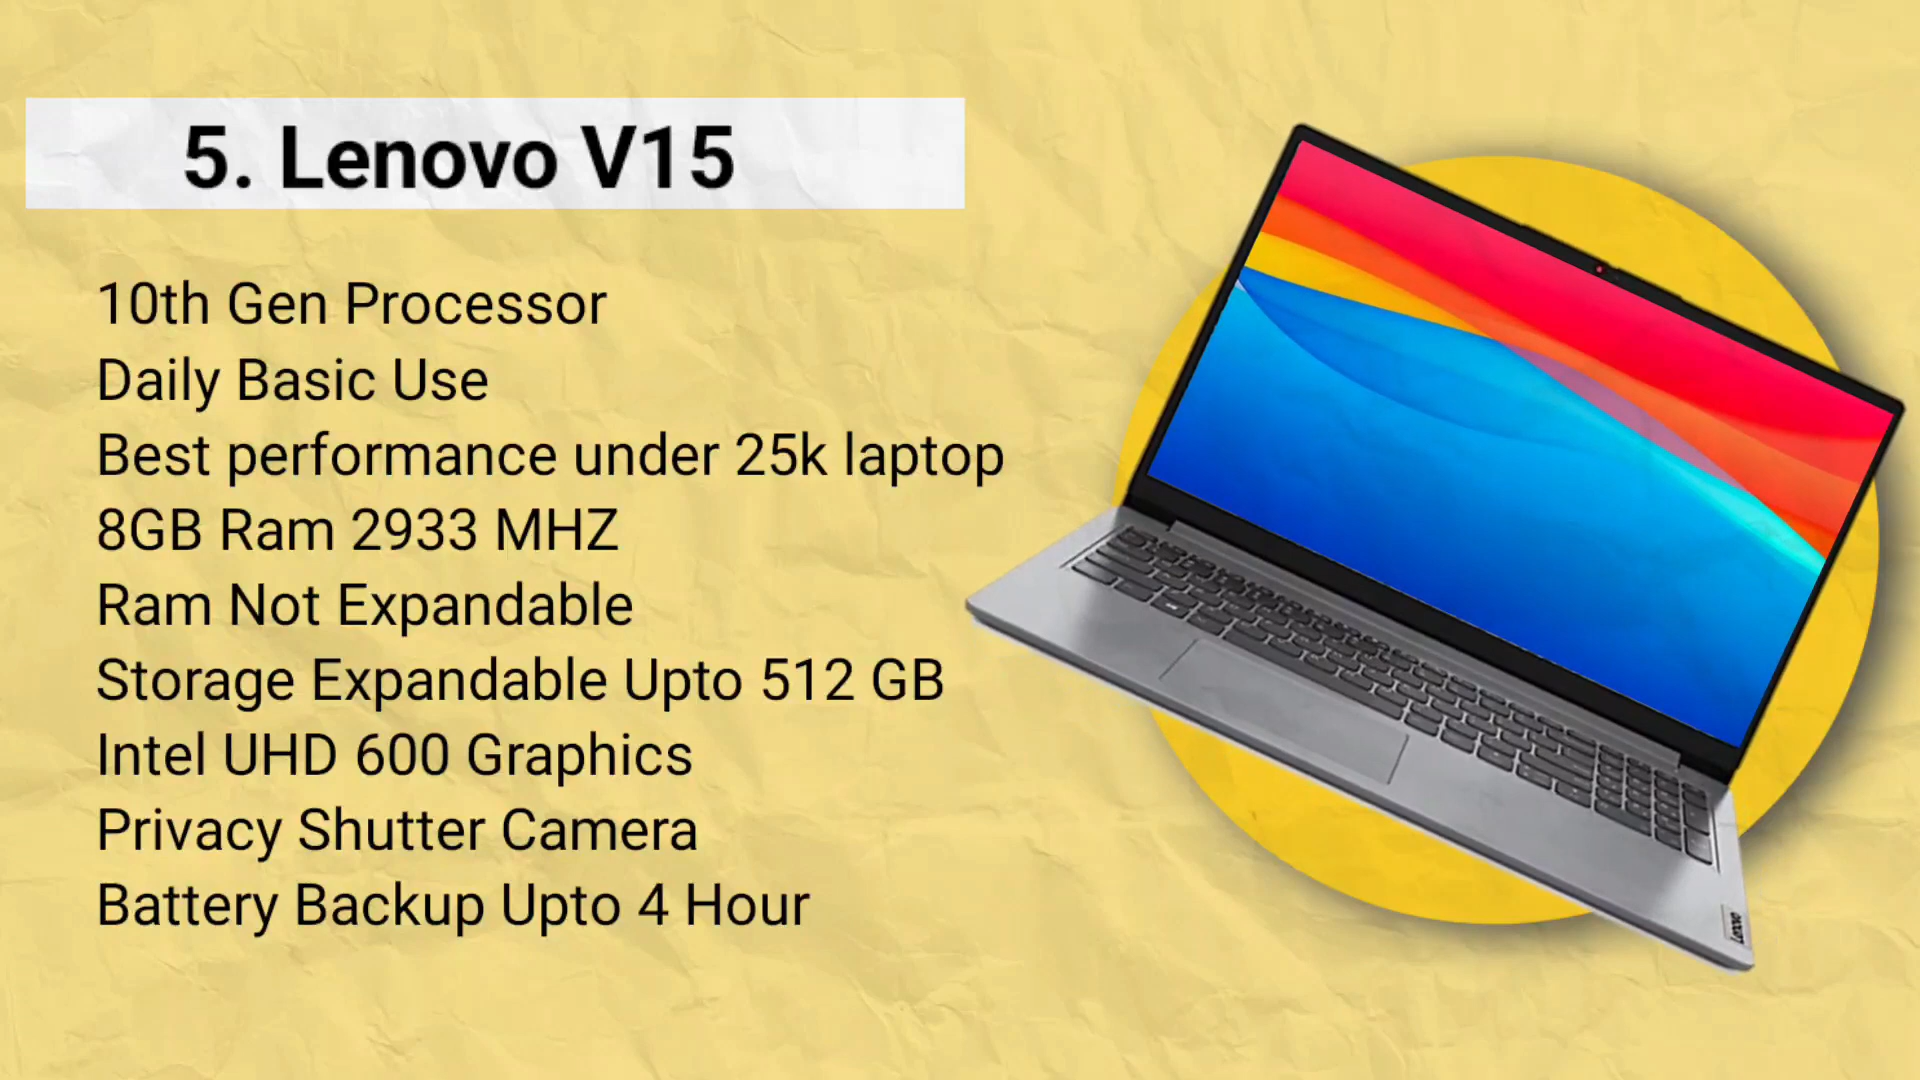 5. Lenovo V15
10th Gen Processor
Daily Basic Use
Best performance under 25k laptop
8GB Ram 2933 MHZ
Ram Not Expandable
Storage Expandable Upto 512 GB
Intel UHD 600 Graphics
Privacy Shutter Camera
Battery Backup Upto 4 Hour
Lenovo